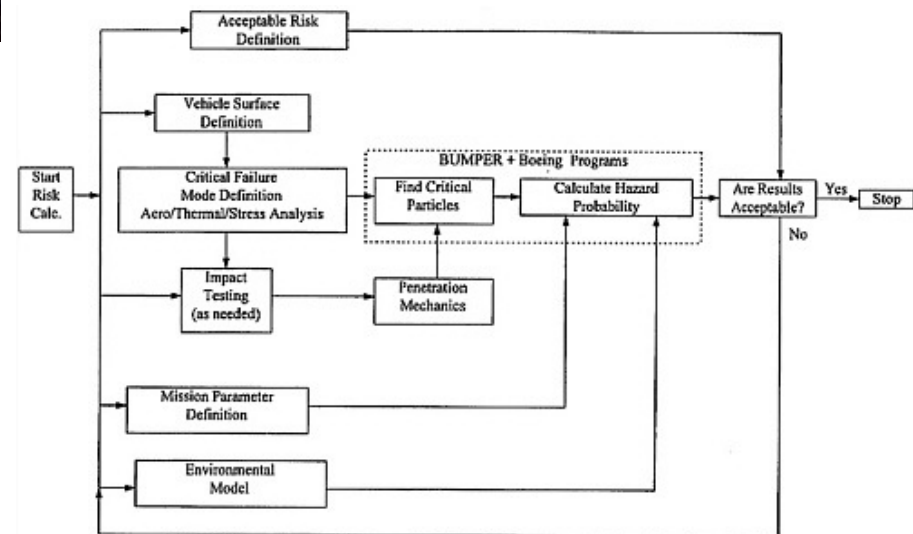 Acceptable Risk
Definition
Vehicle Surface
Definition
BUMPER + Boeing Programs
Start
Risk
Calc.
Critical Failure
Mode Definition
Aero/Thermal/Stress Analysis
Find Critical
Particles
Calculate Hazard
Probability
Are Results
Acceptable?
Yes
Stop
No
Impact
Testing
(as needed)
Penetration
Mechanics
Mission Parameter
Definition
Environmental
Model